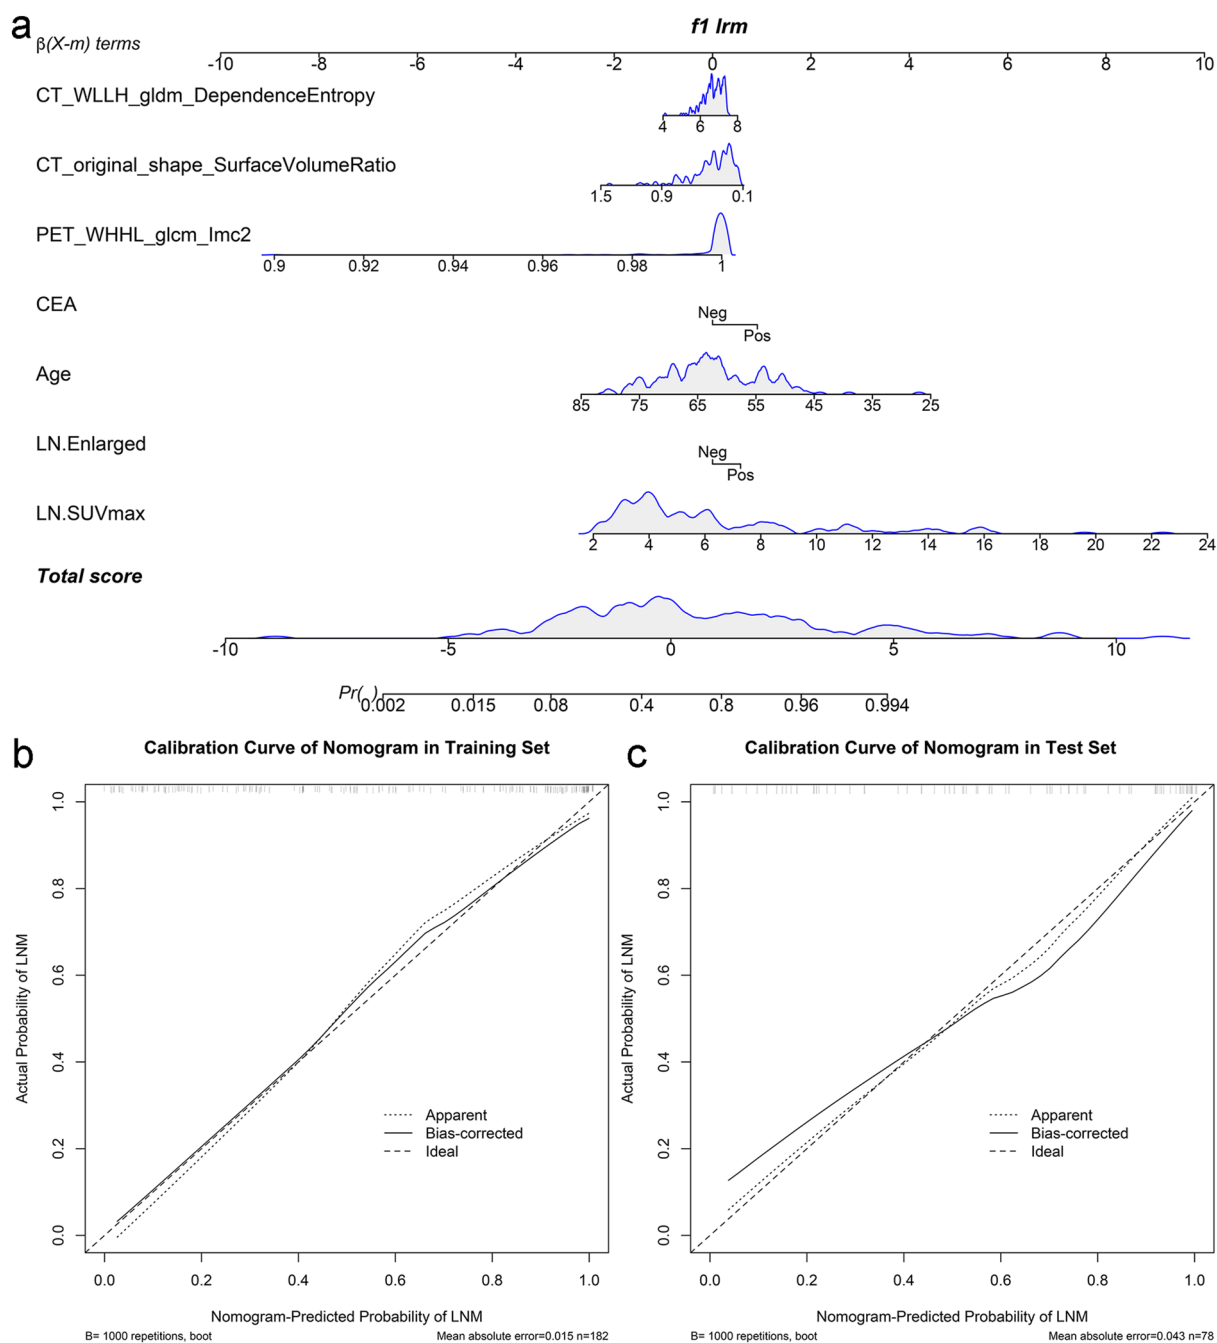 a
f1 lrm
β(X-m) terms
-10 -8 -6 -4 -2 0 2 4 6 8 10
CT_WLLH_gldm_DependenceEntropy
4 6 8
CT_original_shape_SurfaceVolumeRatio
1.5 0.9 0.1
PET_WHHL_glcm_Imc2
0.9 0.92 0.94 0.96 0.98 1
CEA
Neg
Pos
Age
85 75 65 55 45 35 25
LN.Enlarged
Neg
Pos
LN.SUVmax
2 4 6 8 10 12 14 16 18 20 22 24
Total score
-10 -5 0 5 10
Pr( )
0.002 0.015 0.08 0.4 0.8 0.96 0.994
b
Calibration Curve of Nomogram in Training Set
Actual Probability of LNM
1.0
0.8
0.6
0.4
0.2
0.0
Apparent
Bias-corrected
Ideal
0.0 0.2 0.4 0.6 0.8 1.0
Nomogram-Predicted Probability of LNM
B= 1000 repetitions, boot
Mean absolute error=0.015 n=182
c
Calibration Curve of Nomogram in Test Set
Actual Probability of LNM
1.0
0.8
0.6
0.4
0.2
0.0
Apparent
Bias-corrected
Ideal
0.0 0.2 0.4 0.6 0.8 1.0
Nomogram-Predicted Probability of LNM
B= 1000 repetitions, boot
Mean absolute error=0.043 n=78